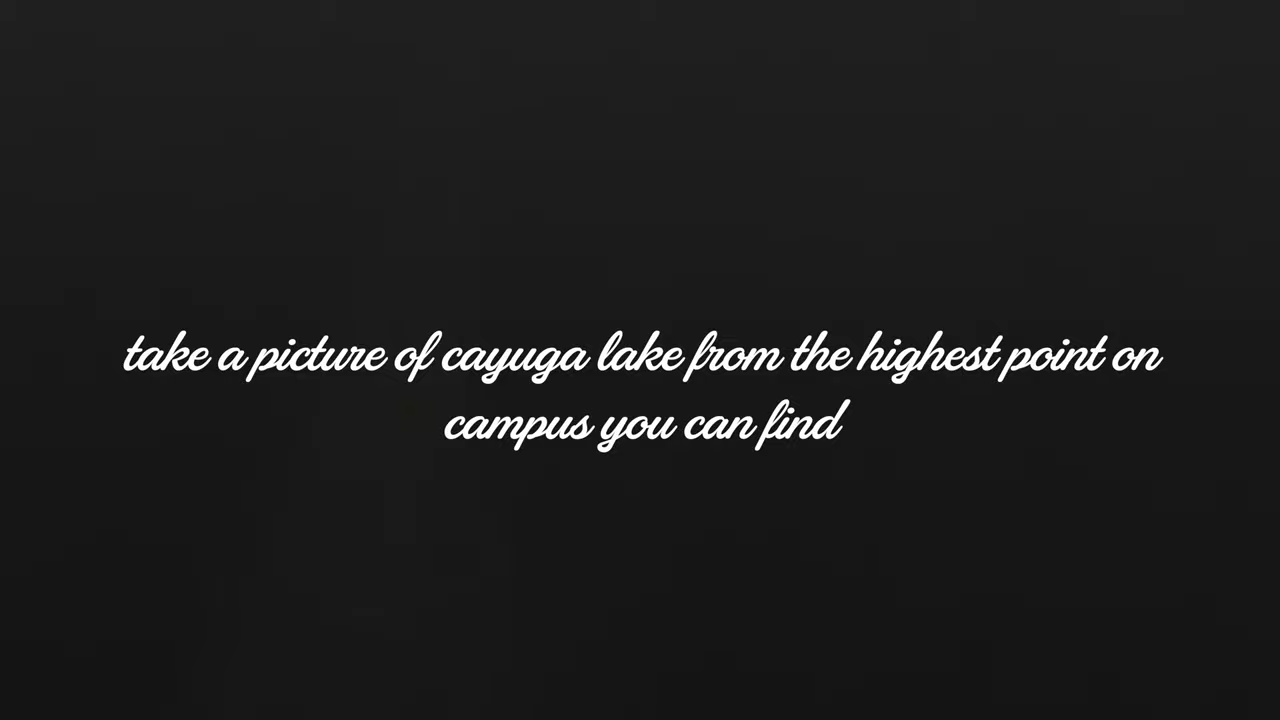 take a picture of cayuga lake from the highest point on
campus you can find